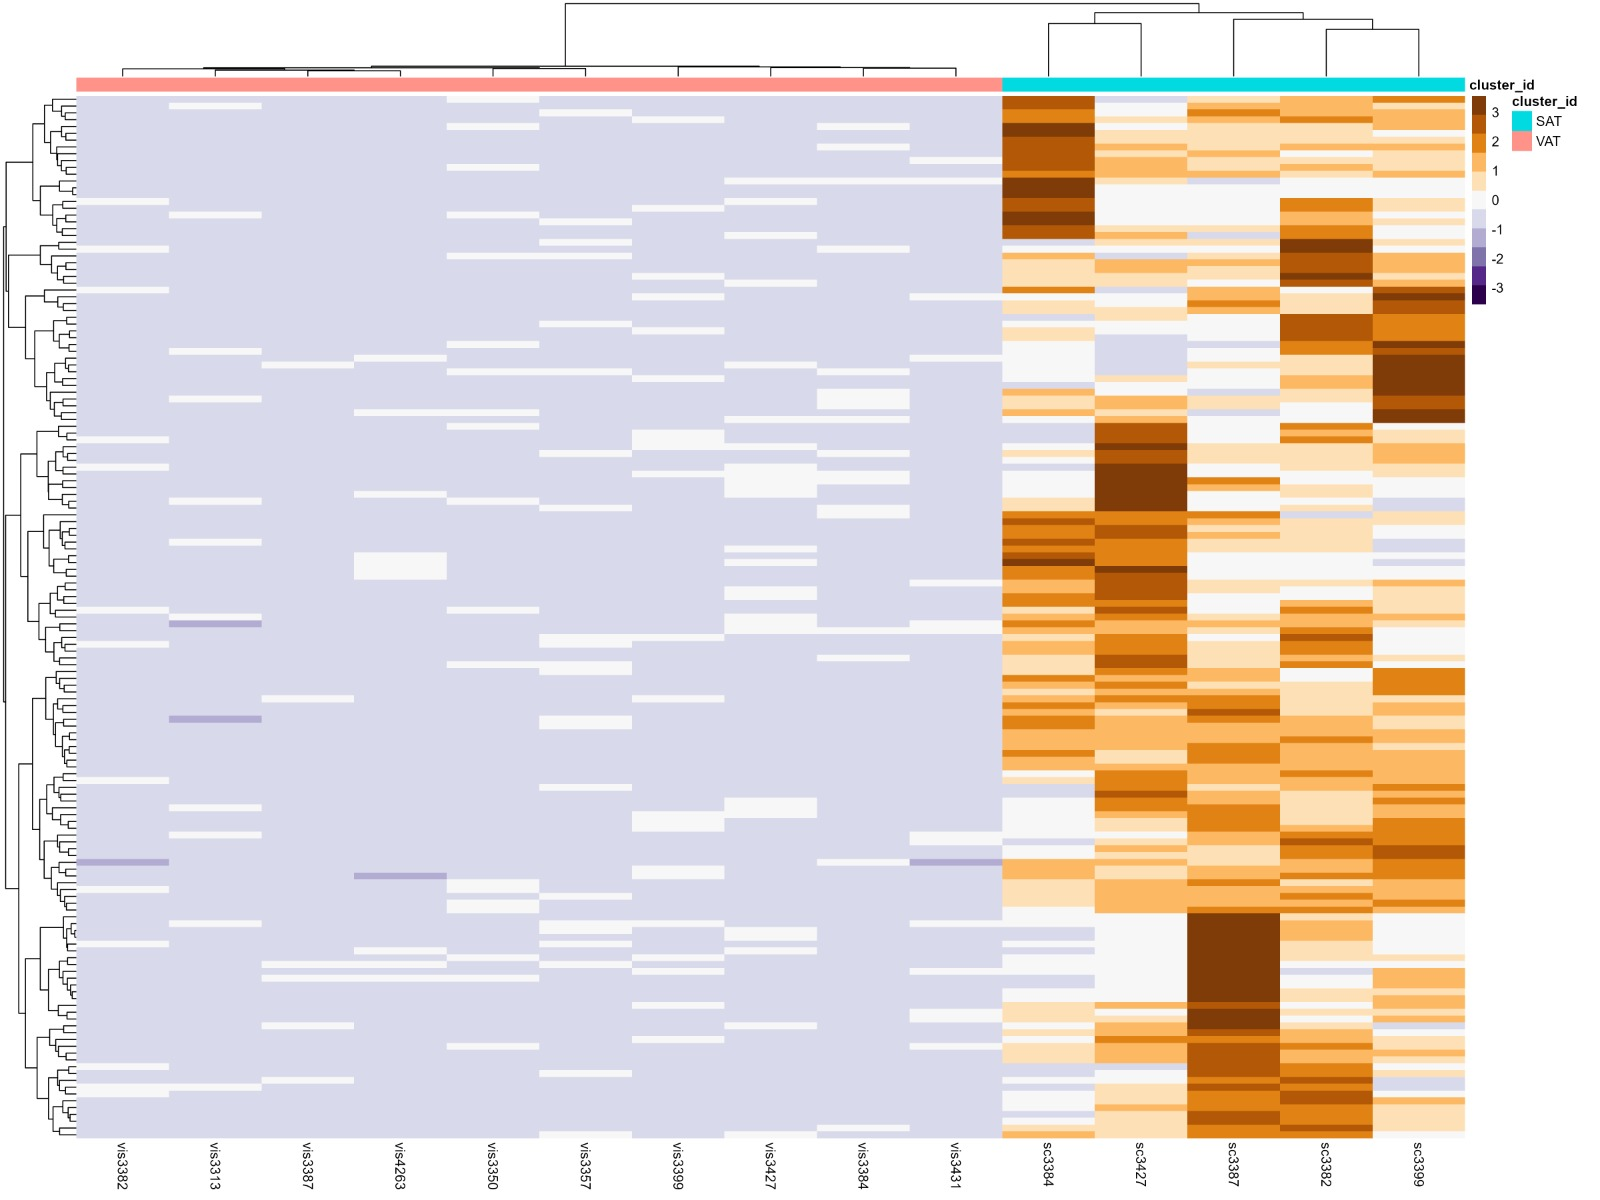 cluster_id
3
2
1
0
-1
-2
-3
cluster_id
SAT
VAT
vis3382
vis3313
vis3387
vis4263
vis3350
vis3357
vis3399
vis3427
vis3384
vis3431
sc3384
sc3427
sc3387
sc3382
sc3399